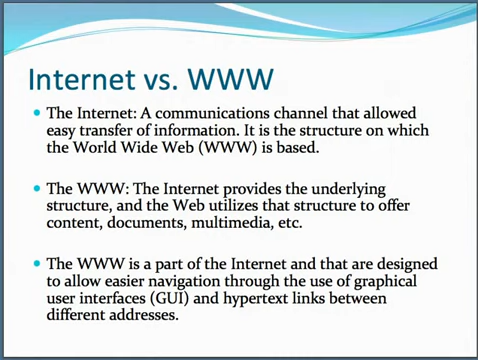 Internet vs. WWW
• The Internet: A communications channel that allowed
easy transfer of information. It is the structure on which
the World Wide Web (WWW) is based.
• The WWW: The Internet provides the underlying
structure, and the Web utilizes that structure to offer
content, documents, multimedia, etc.
• The WWW is a part of the Internet and that are designed
to allow easier navigation through the use of graphical
user interfaces (GUI) and hypertext links between
different addresses.